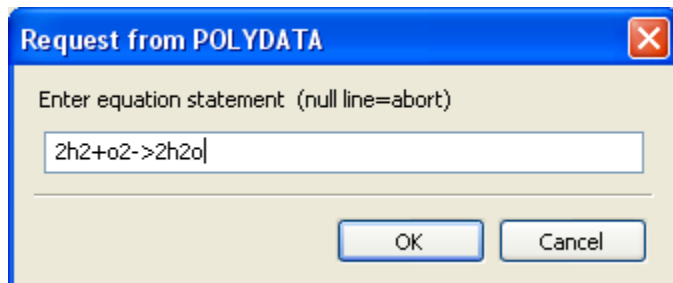 Request from POLYDATA
Enter equation statement (null line=abort)
2h2+o2->2h2o
OK
Cancel